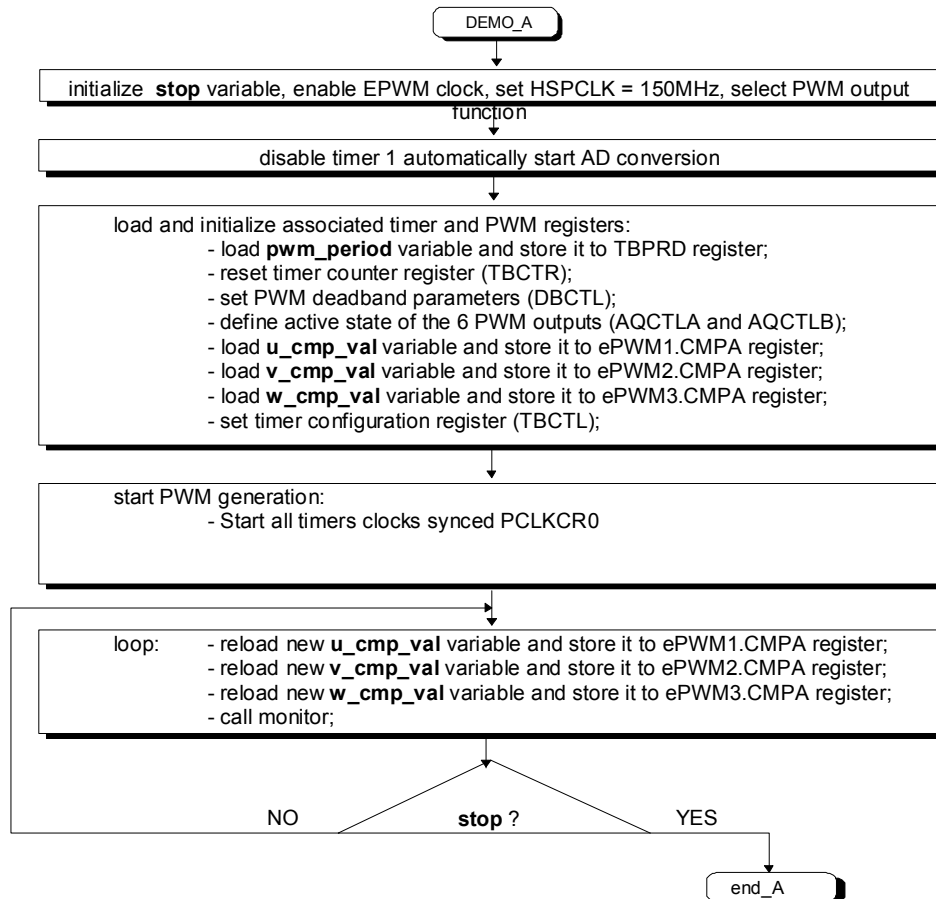 DEMO_A
initialize stop variable, enable EPWM clock, set HSPCLK = 150MHz, select PWM output
function
disable timer 1 automatically start AD conversion
load and initialize associated timer and PWM registers:
- load pwm_period variable and store it to TBPRD register;
- reset timer counter register (TBCTR);
- set PWM deadband parameters (DBCTL);
- define active state of the 6 PWM outputs (AQCTLA and AQCTLB);
- load u_cmp_val variable and store it to ePWM1.CMPA register;
- load v_cmp_val variable and store it to ePWM2.CMPA register;
- load w_cmp_val variable and store it to ePWM3.CMPA register;
- set timer configuration register (TBCTL);
start PWM generation:
- Start all timers clocks synced PCLKCR0
loop: - reload new u_cmp_val variable and store it to ePWM1.CMPA register;
- reload new v_cmp_val variable and store it to ePWM2.CMPA register;
- reload new w_cmp_val variable and store it to ePWM3.CMPA register;
- call monitor;
NO stop ? YES
end_A